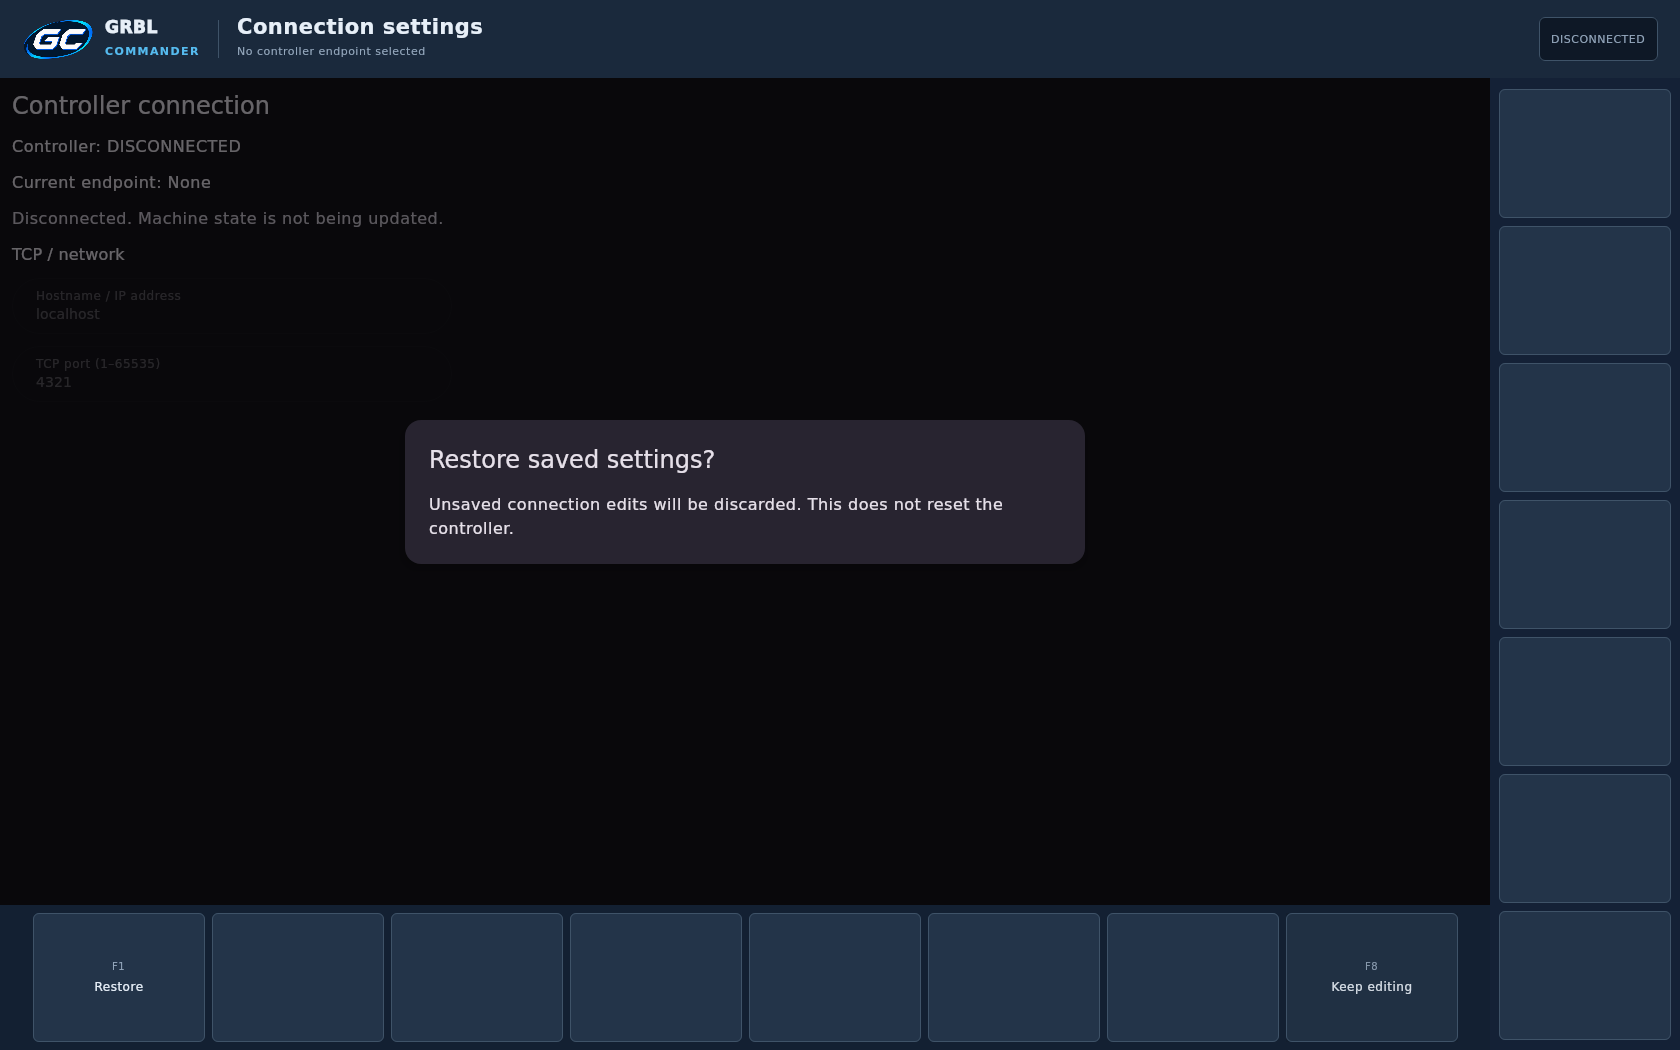 GC
GRBL
COMMANDER
Connection settings
No controller endpoint selected
DISCONNECTED
Controller connection
Controller: DISCONNECTED
Current endpoint: None
Disconnected. Machine state is not being updated.
TCP / network
Hostname / IP address
localhost
TCP port (1–65535)
4321
Restore saved settings?
Unsaved connection edits will be discarded. This does not reset the
controller.
F1
Restore
F8
Keep editing